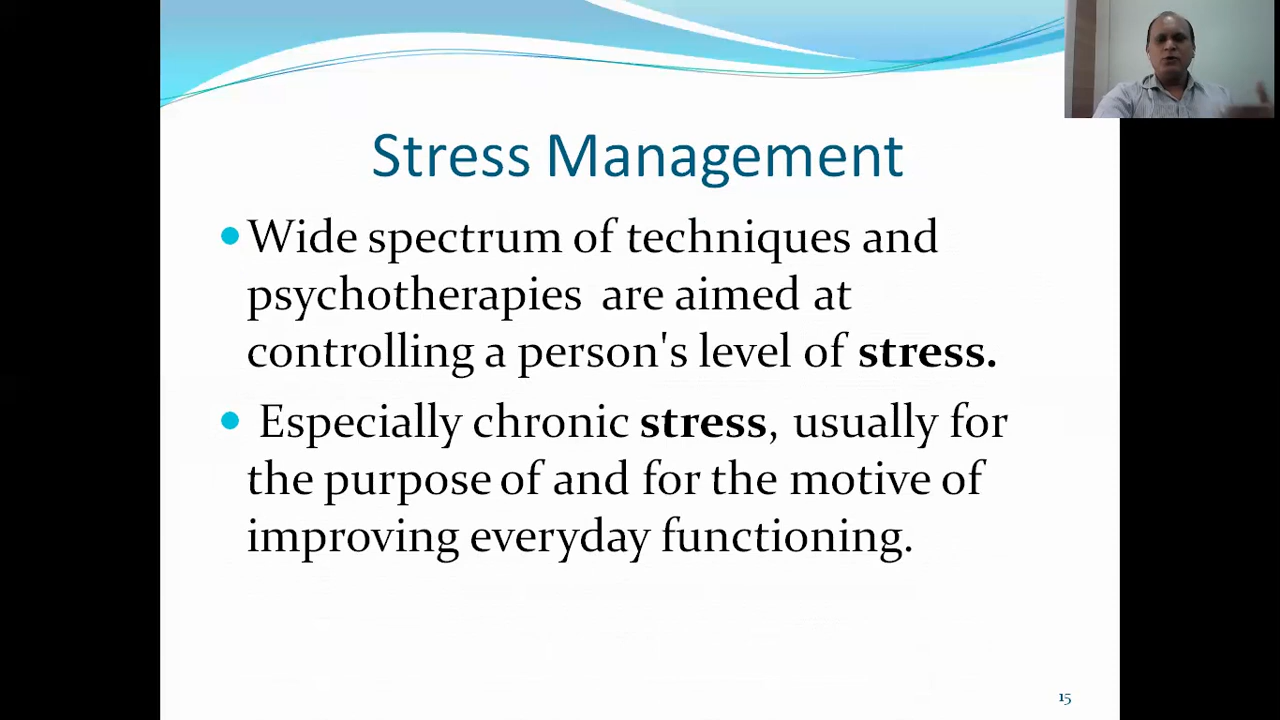 Stress Management
Wide spectrum of techniques and
psychotherapies are aimed at
controlling a person's level of stress.
Especially chronic stress, usually for
the purpose of and for the motive of
improving everyday functioning.
15